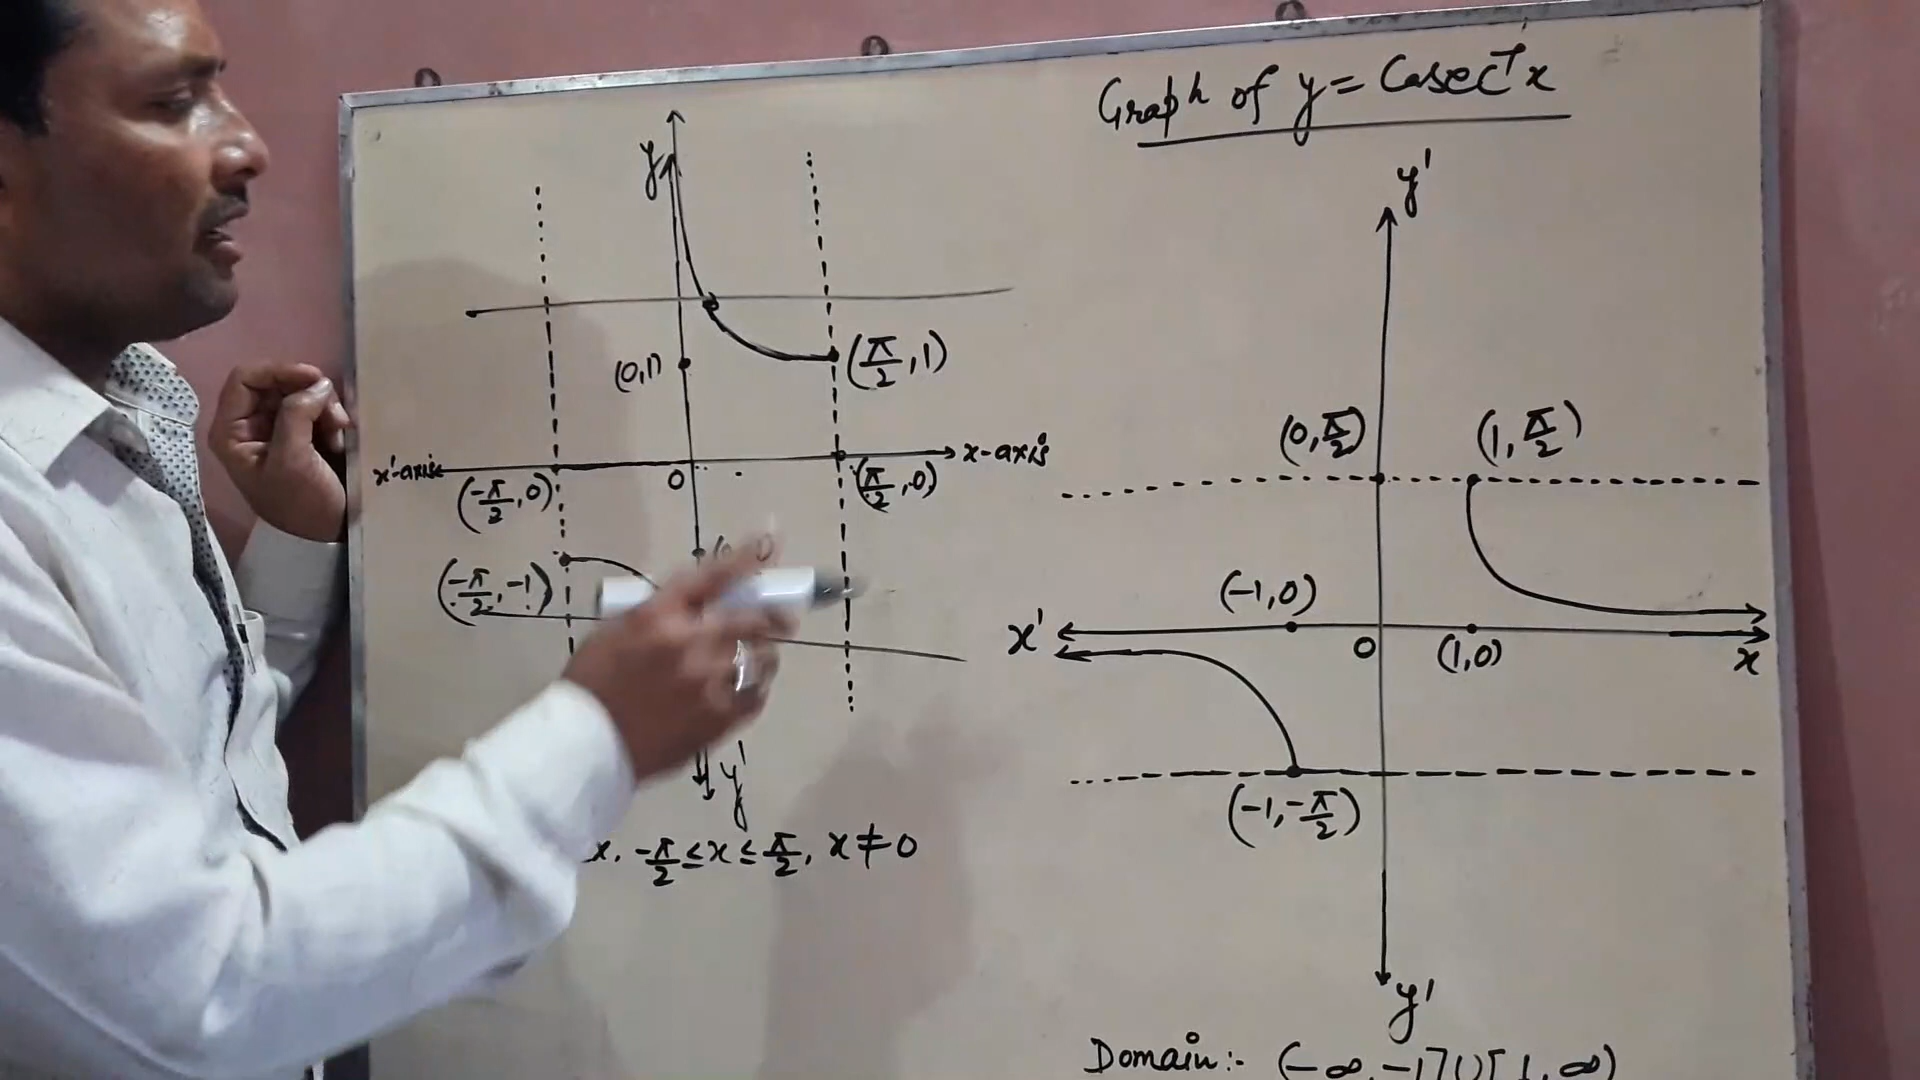 Graph of y = Cosec⁻¹x
y
(0,1)
(π/2, 1)
x'-axis
x-axis
(-π/2, 0)
0
(π/2, 0)
(-π/2, -1)
y'
x, -π/2 ≤ x ≤ π/2, x ≠ 0
y'
(0, π/2)
(1, π/2)
(-1, 0)
x'
0
(1, 0)
x
(-1, -π/2)
y'
Domain:- (-∞, -1] ∪ [1, ∞)